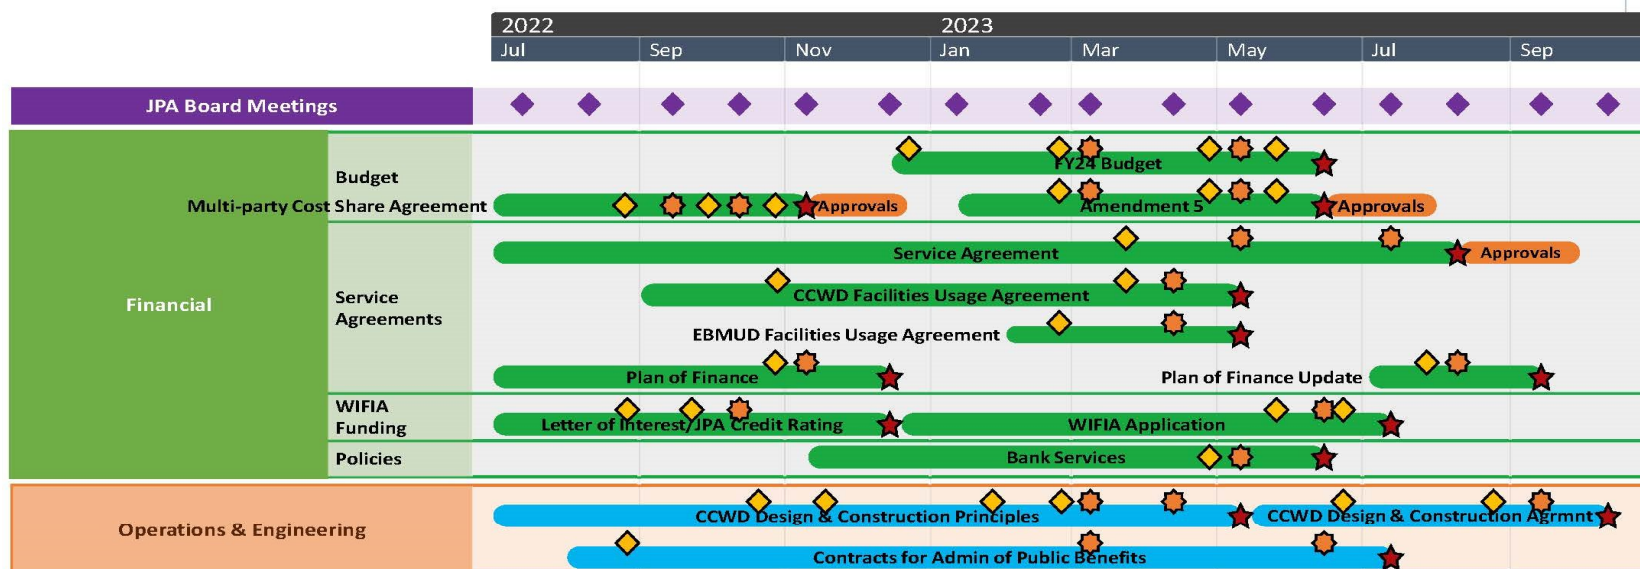 2022 2023
Jul Sep Nov Jan Mar May Jul Sep
JPA Board Meetings
Financial
Budget
FY24 Budget
Multi-party Cost Share Agreement Approvals Amendment 5 Approvals
Service Agreement Approvals
Service
Agreements
CCWD Facilities Usage Agreement
EBMUD Facilities Usage Agreement
Plan of Finance Plan of Finance Update
WIFIA
Funding
Letter of Interest/JPA Credit Rating WIFIA Application
Policies
Bank Services
Operations & Engineering
CCWD Design & Construction Principles CCWD Design & Construction Agrmnt
Contracts for Admin of Public Benefits